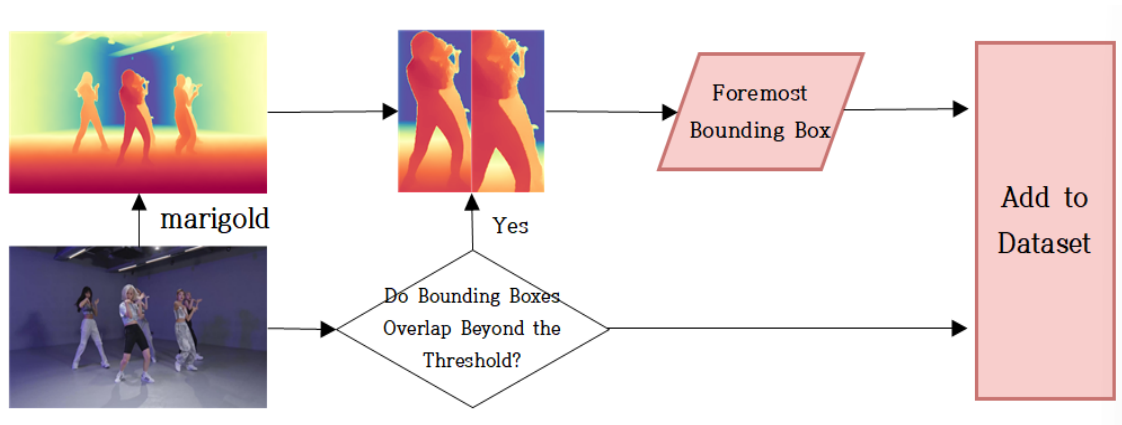 marigold
Do Bounding Boxes
Overlap Beyond the
Threshold?
Yes
Foremost
Bounding Box
Add to
Dataset